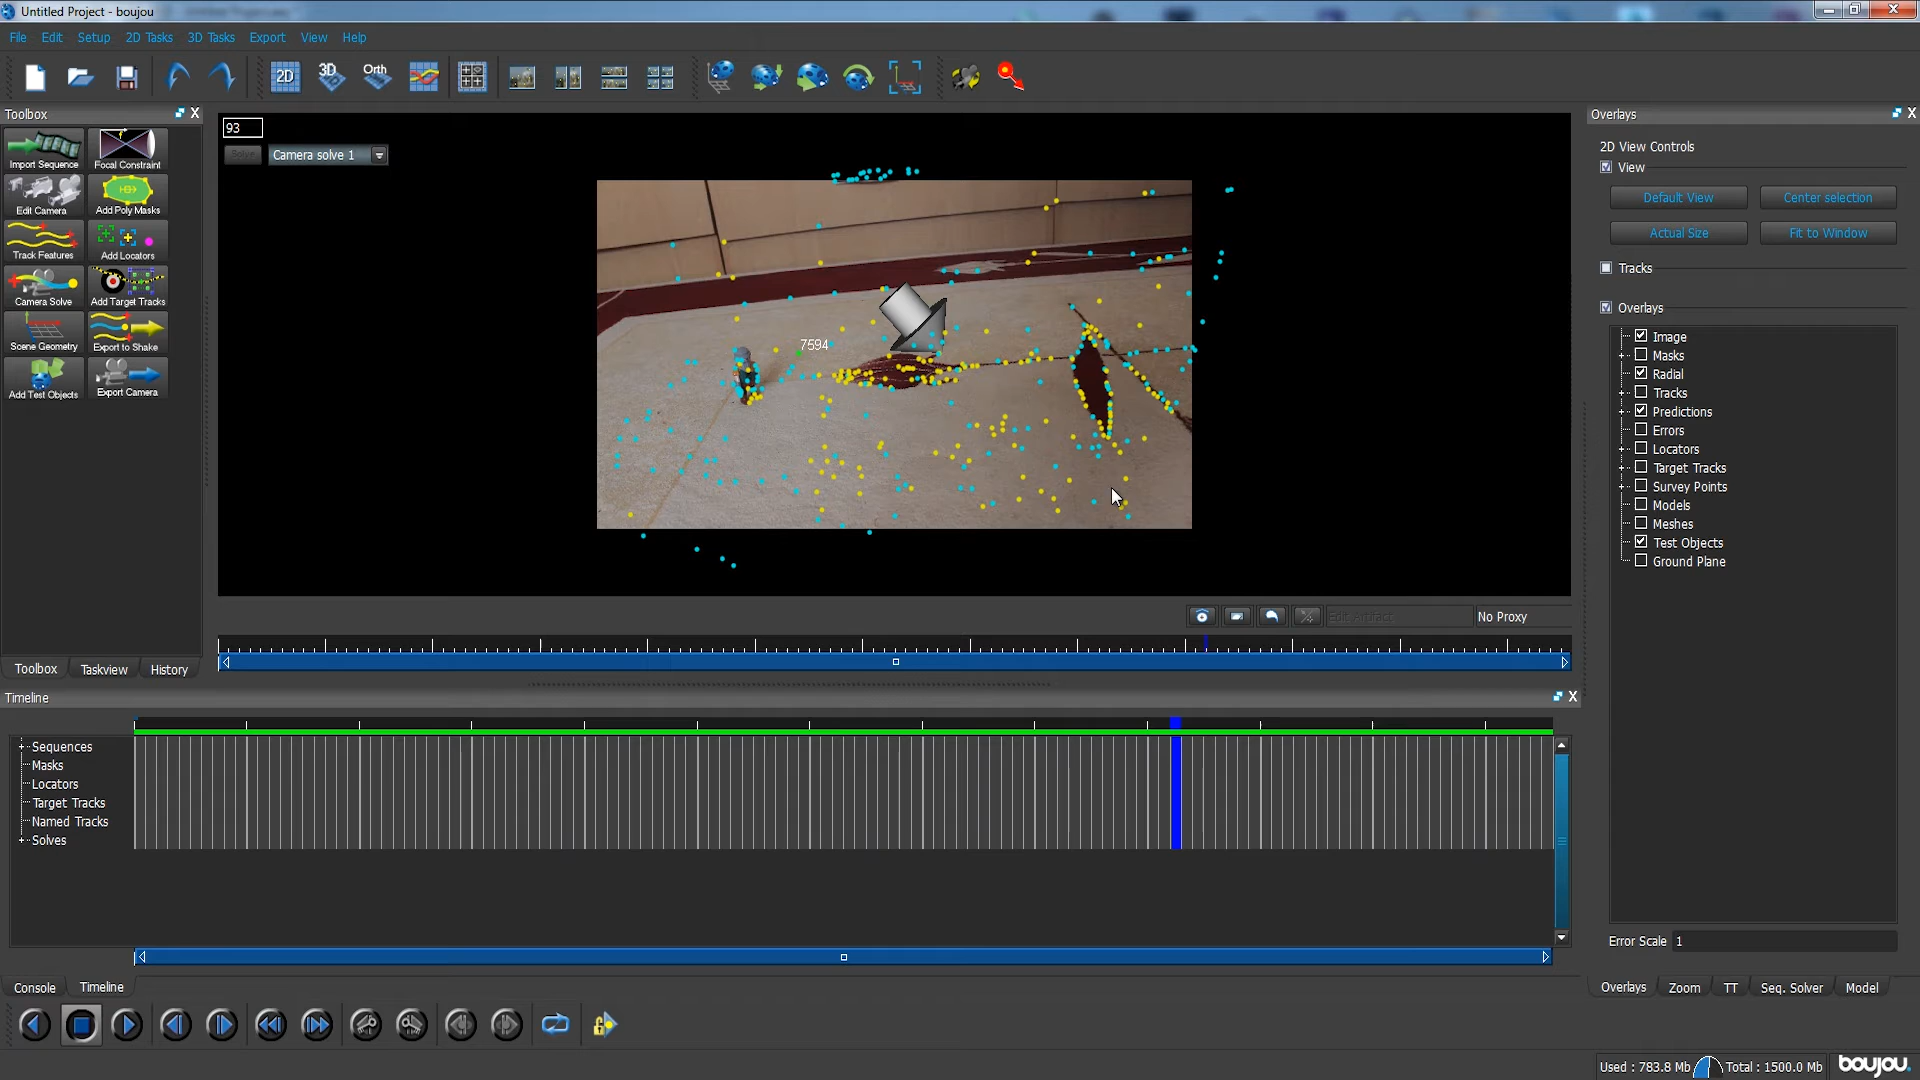 Untitled Project - boujou
File Edit Setup 2D Tasks 3D Tasks Export View Help
2D 3D Orth
Toolbox
Import Sequence
Focal Constraint
Edit Camera
Add Poly Masks
Track Features
Add Locators
Camera Solve
Add Target Tracks
Scene Geometry
Export to Shake
Add Test Objects
Export Camera
Toolbox Taskview History
93
Solve
Camera solve 1
7594
Edit Artifact
No Proxy
Overlays
2D View Controls
View
Default View
Center selection
Actual Size
Fit to Window
Tracks
Overlays
Image
Masks
Radial
Tracks
Predictions
Errors
Locators
Target Tracks
Survey Points
Models
Meshes
Test Objects
Ground Plane
Error Scale 1
Overlays Zoom TT Seq. Solver Model
Timeline
Sequences
Masks
Locators
Target Tracks
Named Tracks
Solves
Console Timeline
Used : 783.8 Mb Total : 1500.0 Mb
boujou.